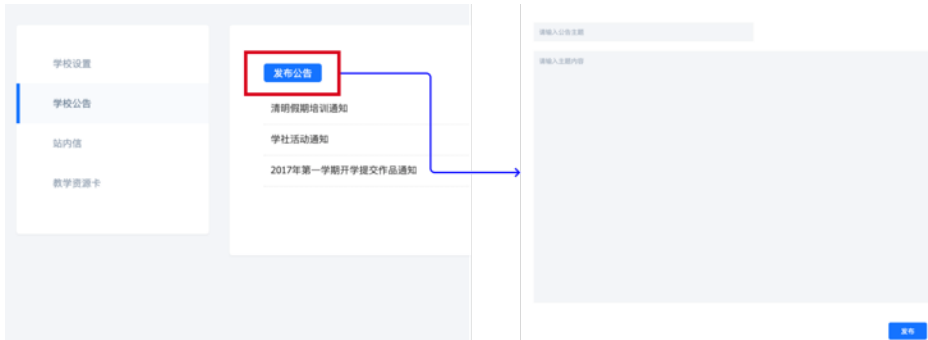 学校设置
学校公告
站内信
教学资源卡
发布公告
清明假期培训通知
学社活动通知
2017年第一学期开学提交作品通知
请输入公告主题
请输入主题内容
发布